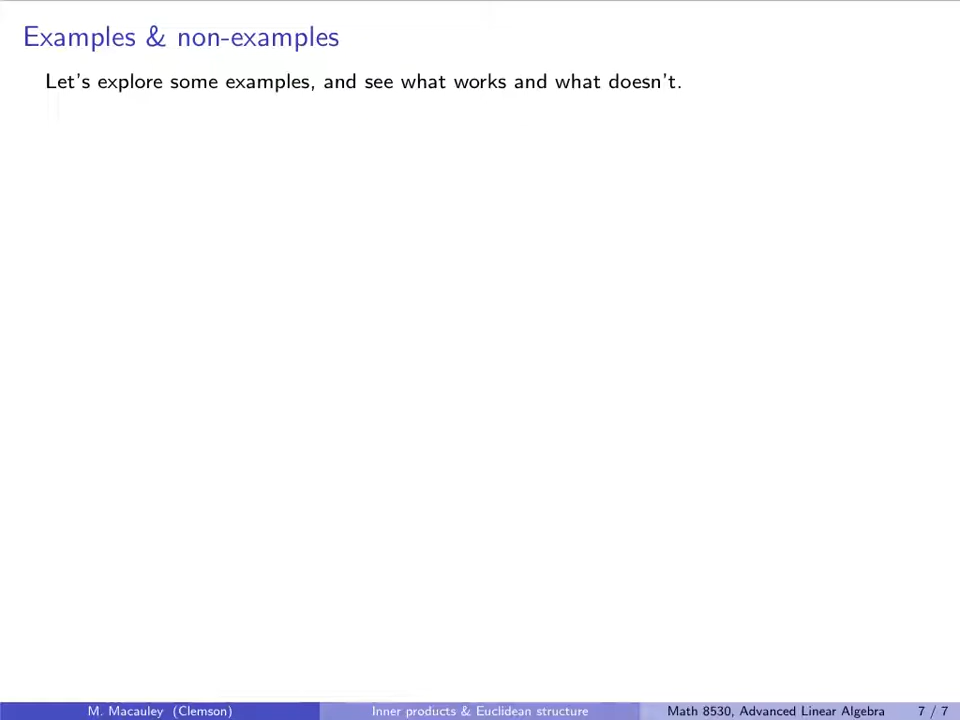 Examples & non-examples
Let's explore some examples, and see what works and what doesn't.
M. Macauley (Clemson) Inner products & Euclidean structure Math 8530, Advanced Linear Algebra 7 / 7